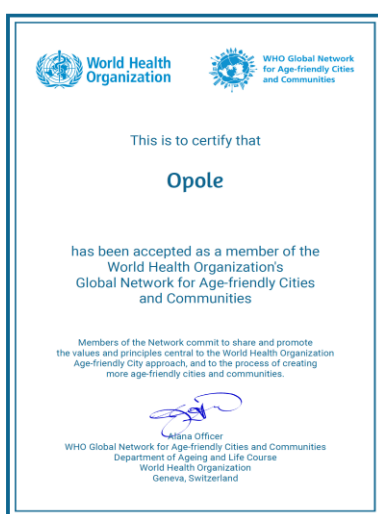 World Health
Organization
WHO Global Network
for Age-friendly Cities
and Communities
This is to certify that
Opole
has been accepted as a member of the
World Health Organization's
Global Network for Age-friendly Cities
and Communities
Members of the Network commit to share and promote
the values and principles central to the World Health Organization
Age-friendly City approach, and to the process of creating
more age-friendly cities and communities.
Alana Officer
WHO Global Network for Age-friendly Cities and Communities
Department of Ageing and Life Course
World Health Organization
Geneva, Switzerland